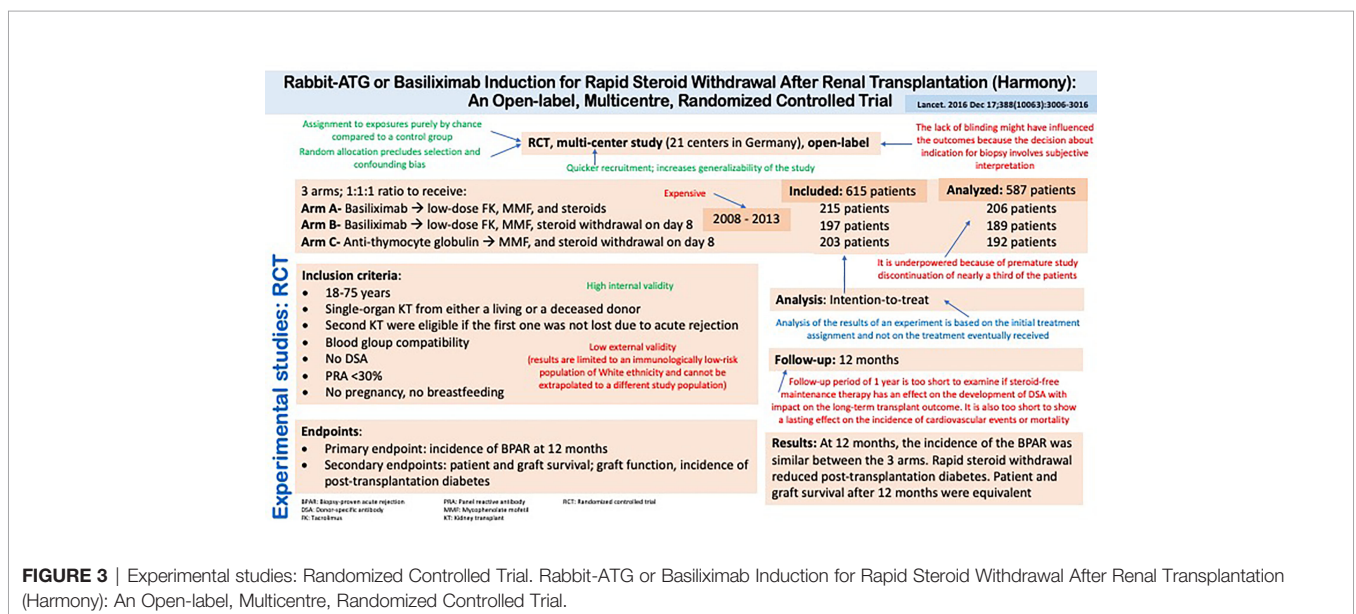 Rabbit-ATG or Basiliximab Induction for Rapid Steroid Withdrawal After Renal Transplantation (Harmony):
An Open-label, Multicentre, Randomized Controlled Trial
Lancet. 2016 Dec 17;388(10063):3006-3016
Assignment to exposures purely by chance
compared to a control group
Random allocation precludes selection and
confounding bias
RCT, multi-center study (21 centers in Germany), open-label
Quicker recruitment; increases generalizability of the study
The lack of blinding might have influenced
the outcomes because the decision about
indication for biopsy involves subjective
interpretation
3 arms; 1:1:1 ratio to receive:
Arm A- Basiliximab → low-dose FK, MMF, and steroids
Arm B- Basiliximab → low-dose FK, MMF, steroid withdrawal on day 8
Arm C- Anti-thymocyte globulin → MMF, and steroid withdrawal on day 8
Expensive
2008 - 2013
Included: 615 patients
215 patients
197 patients
203 patients
Analyzed: 587 patients
206 patients
189 patients
192 patients
It is underpowered because of premature study
discontinuation of nearly a third of the patients
Experimental studies: RCT
Inclusion criteria:
• 18-75 years
• Single-organ KT from either a living or a deceased donor
• Second KT were eligible if the first one was not lost due to acute rejection
• Blood gloup compatibility
• No DSA
• PRA <30%
• No pregnancy, no breastfeeding
High internal validity
Low external validity
(results are limited to an immunologically low-risk
population of White ethnicity and cannot be
extrapolated to a different study population)
Analysis: Intention-to-treat
Analysis of the results of an experiment is based on the initial treatment
assignment and not on the treatment eventually received
Follow-up: 12 months
Follow-up period of 1 year is too short to examine if steroid-free
maintenance therapy has an effect on the development of DSA with
impact on the long-term transplant outcome. It is also too short to show
a lasting effect on the incidence of cardiovascular events or mortality
Endpoints:
• Primary endpoint: incidence of BPAR at 12 months
• Secondary endpoints: patient and graft survival; graft function, incidence of
post-transplantation diabetes
Results: At 12 months, the incidence of the BPAR was
similar between the 3 arms. Rapid steroid withdrawal
reduced post-transplantation diabetes. Patient and
graft survival after 12 months were equivalent
BPAR: Biopsy-proven acute rejection
DSA: Donor-specific antibody
FK: Tacrolimus
PRA: Panel reactive antibody
MMF: Mycophenolate mofetil
KT: Kidney transplant
RCT: Randomized controlled trial
FIGURE 3 | Experimental studies: Randomized Controlled Trial. Rabbit-ATG or Basiliximab Induction for Rapid Steroid Withdrawal After Renal Transplantation
(Harmony): An Open-label, Multicentre, Randomized Controlled Trial.